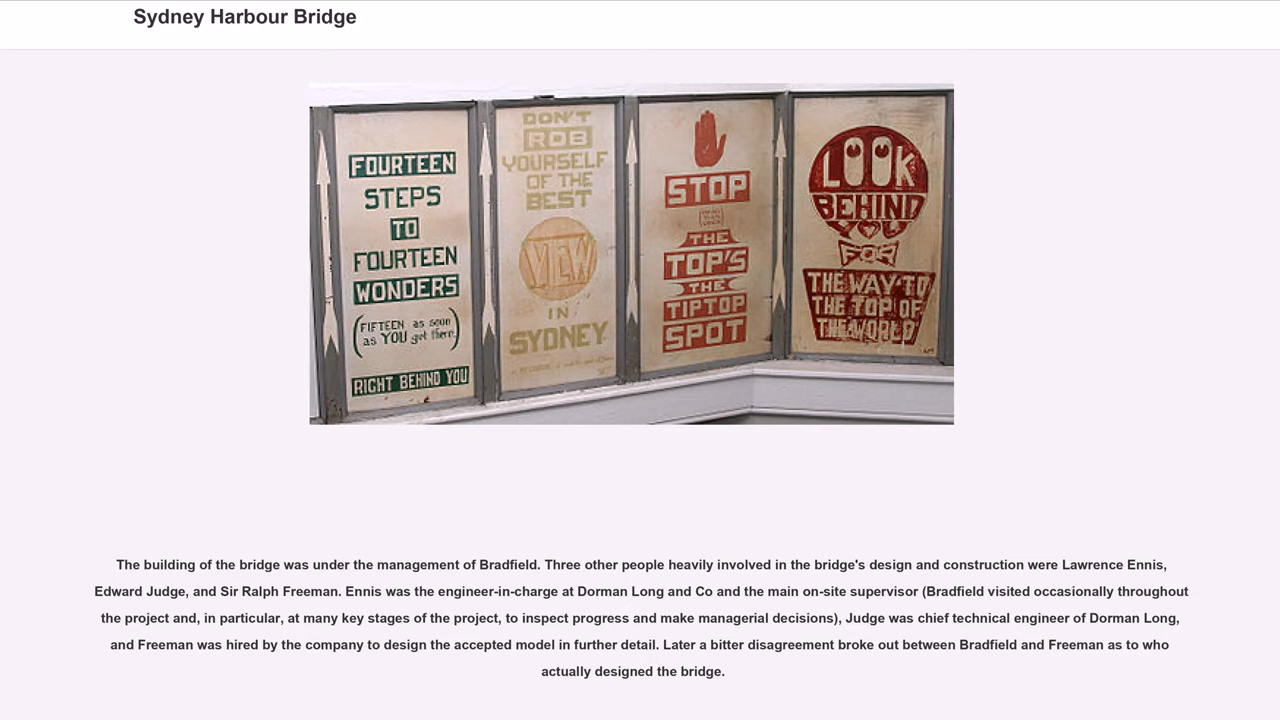 Sydney Harbour Bridge
FOURTEEN
STEPS
TO
FOURTEEN
WONDERS
(FIFTEEN as soon
as YOU get there)
RIGHT BEHIND YOU
DON'T
ROB
YOURSELF
OF THE
BEST
VIEW
IN
SYDNEY
STOP
THE
TOP'S
THE
TIPTOP
SPOT
LOOK
BEHIND
YOU
FOR
THE WAY TO
THE TOP OF
THE WORLD
The building of the bridge was under the management of Bradfield. Three other people heavily involved in the bridge's design and construction were Lawrence Ennis,
Edward Judge, and Sir Ralph Freeman. Ennis was the engineer-in-charge at Dorman Long and Co and the main on-site supervisor (Bradfield visited occasionally throughout
the project and, in particular, at many key stages of the project, to inspect progress and make managerial decisions), Judge was chief technical engineer of Dorman Long,
and Freeman was hired by the company to design the accepted model in further detail. Later a bitter disagreement broke out between Bradfield and Freeman as to who
actually designed the bridge.